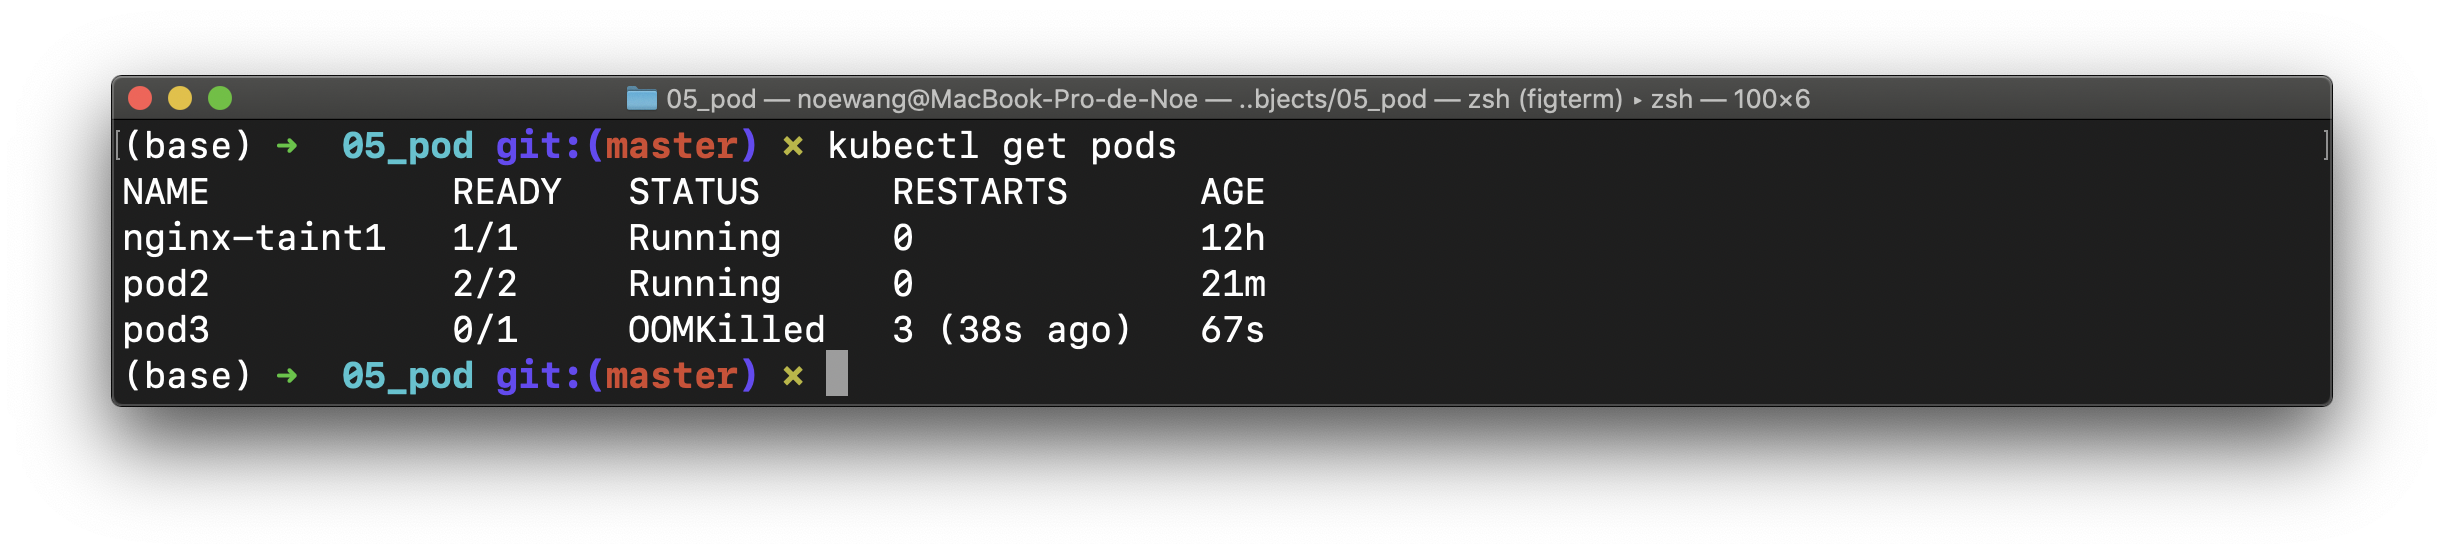 05_pod — noewang@MacBook-Pro-de-Noe — ..bjects/05_pod — zsh (figterm) ▸ zsh — 100×6
[(base) ➜  05_pod git:(master) ✗ kubectl get pods ]
NAME           READY   STATUS      RESTARTS      AGE
nginx-taint1   1/1     Running     0             12h
pod2           2/2     Running     0             21m
pod3           0/1     OOMKilled   3 (38s ago)   67s
(base) ➜  05_pod git:(master) ✗